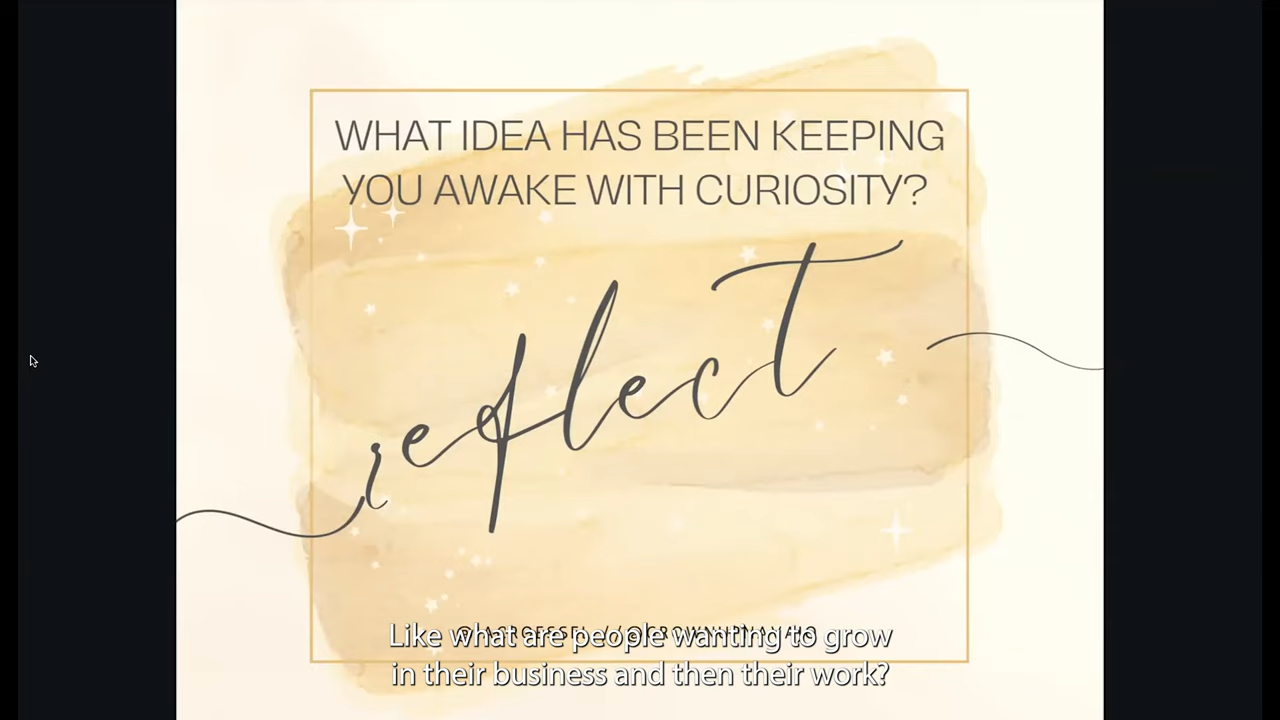 WHAT IDEA HAS BEEN KEEPING
YOU AWAKE WITH CURIOSITY?
reflect
Like what are people wanting to grow
in their business and then their work?